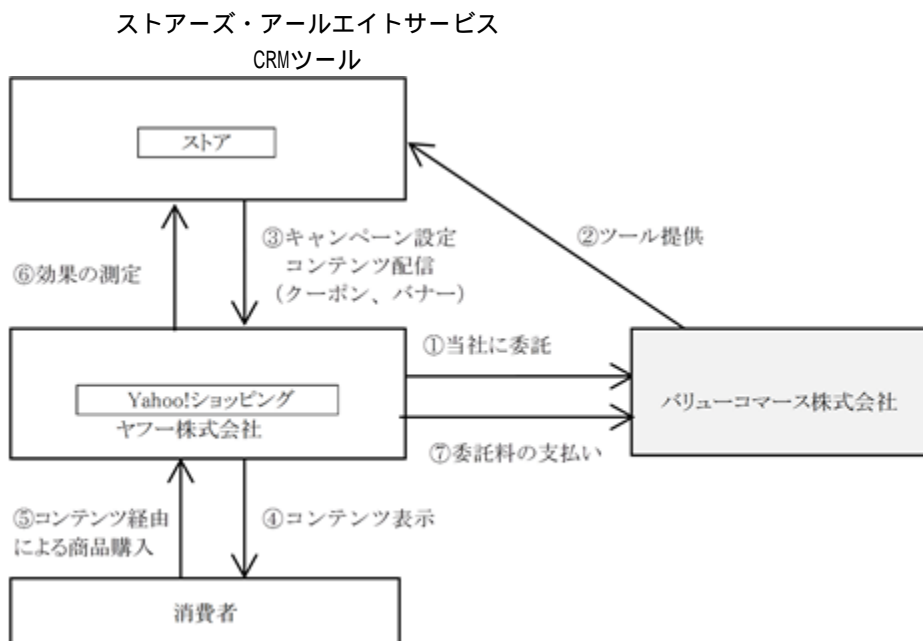 ストアーズ・アールエイトサービス
CRMツール
ストア
③キャンペーン設定
コンテンツ配信
(クーポン、バナー)
②ツール提供
⑥効果の測定
①当社に委託
Yahoo!ショッピング
ヤフー株式会社
バリューコマース株式会社
⑦委託料の支払い
⑤コンテンツ経由
による商品購入
④コンテンツ表示
消費者